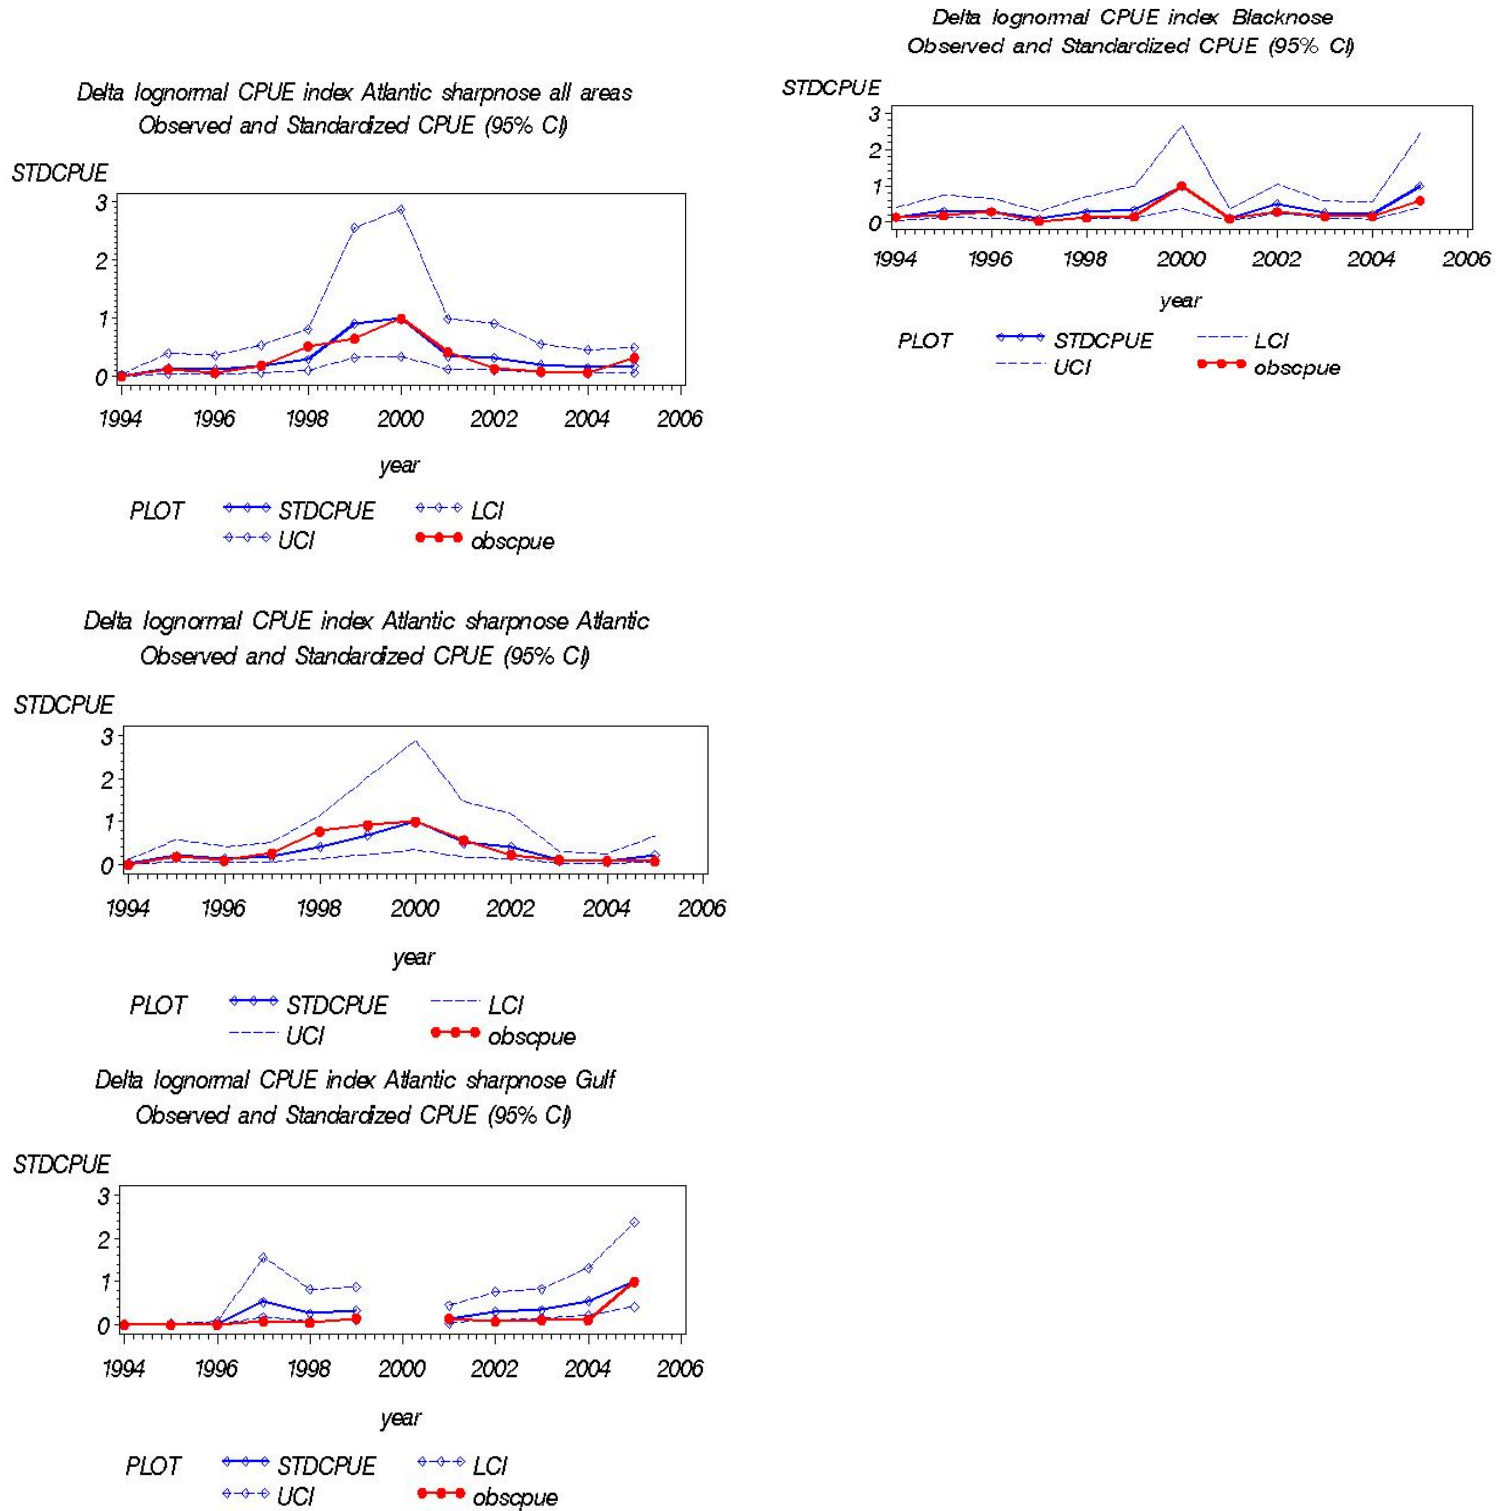 Delta lognormal CPUE index Atlantic sharpnose all areas
Observed and Standardized CPUE (95% CI)
STDCPUE
3
2
1
0
1994 1996 1998 2000 2002 2004 2006
year
PLOT STDCPUE LCI
UCI obscpue
Delta lognormal CPUE index Blacknose
Observed and Standardized CPUE (95% CI)
STDCPUE
3
2
1
0
1994 1996 1998 2000 2002 2004 2006
year
PLOT STDCPUE LCI
UCI obscpue
Delta lognormal CPUE index Atlantic sharpnose Atlantic
Observed and Standardized CPUE (95% CI)
STDCPUE
3
2
1
0
1994 1996 1998 2000 2002 2004 2006
year
PLOT STDCPUE LCI
UCI obscpue
Delta lognormal CPUE index Atlantic sharpnose Gulf
Observed and Standardized CPUE (95% CI)
STDCPUE
3
2
1
0
1994 1996 1998 2000 2002 2004 2006
year
PLOT STDCPUE LCI
UCI obscpue